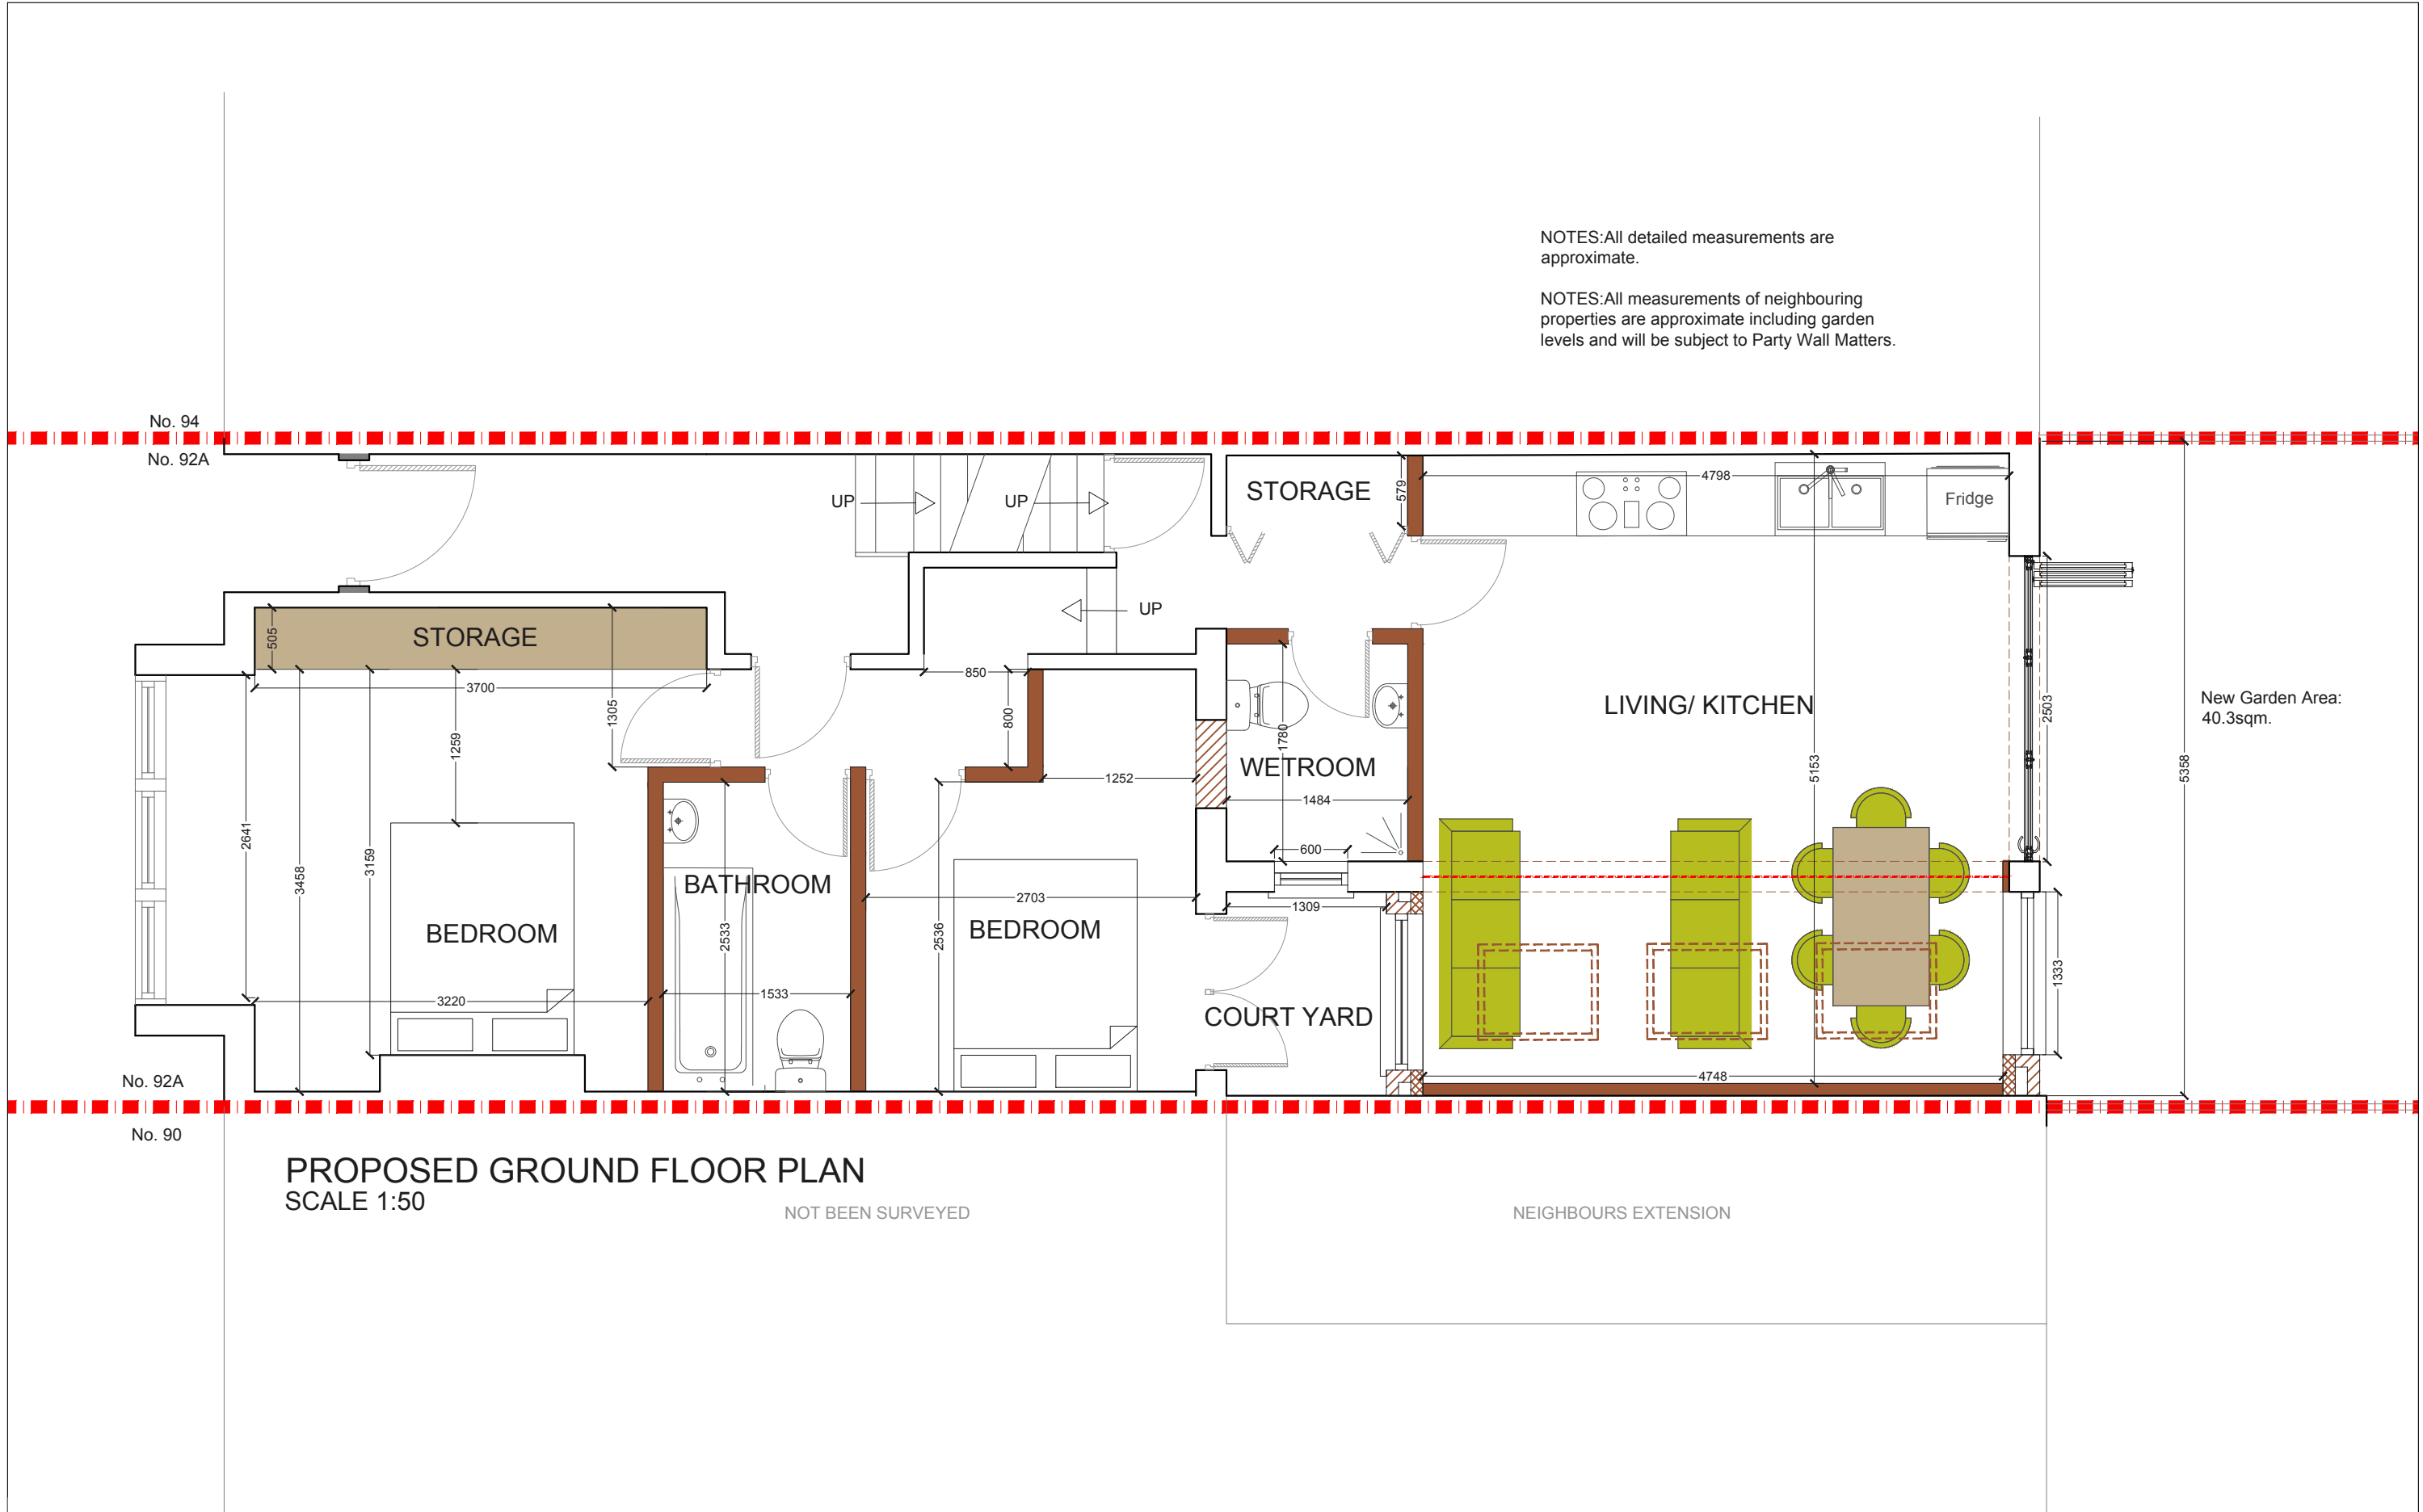 NOTES:All detailed measurements are
approximate.
NOTES:All measurements of neighbouring
properties are approximate including garden
levels and will be subject to Party Wall Matters.
No. 94
No. 92A
UP
UP
STORAGE
579
4798
Fridge
505
STORAGE
UP
3700
1305
850
800
1259
1780
LIVING/ KITCHEN
2503
New Garden Area:
40.3sqm.
WETROOM
1252
5153
5358
1484
2641
3458
3159
600
BATHROOM
2703
1309
BEDROOM
2533
2536
BEDROOM
1333
3220
1533
COURT YARD
4748
No. 92A
No. 90
PROPOSED GROUND FLOOR PLAN
SCALE 1:50
NOT BEEN SURVEYED
NEIGHBOURS EXTENSION